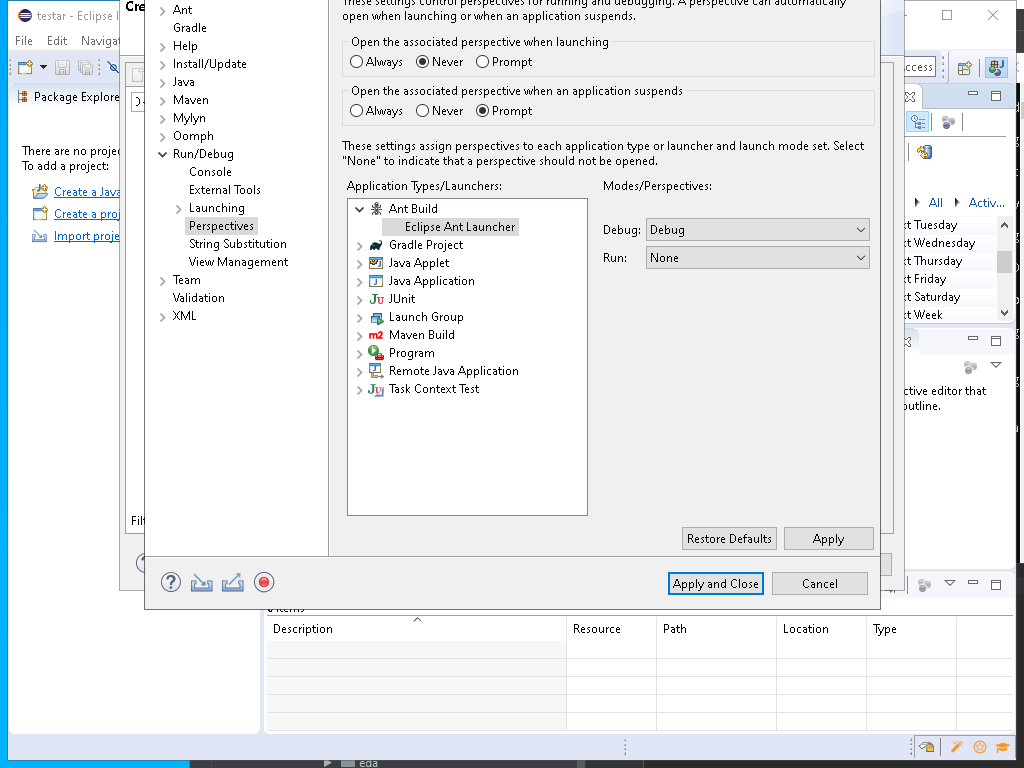 testar - Eclipse I
File Edit Navigat
Package Explore
There are no projec
To add a project:
Create a Java
Create a proj
Import proje
Cre
Filt
Ant
Gradle
Help
Install/Update
Java
Maven
Mylyn
Oomph
Run/Debug
Console
External Tools
Launching
Perspectives
String Substitution
View Management
Team
Validation
XML
These settings control perspectives for running and debugging. A perspective can automatically
open when launching or when an application suspends.
Open the associated perspective when launching
Always Never Prompt
Open the associated perspective when an application suspends
Always Never Prompt
These settings assign perspectives to each application type or launcher and launch mode set. Select
"None" to indicate that a perspective should not be opened.
Application Types/Launchers:
Ant Build
Eclipse Ant Launcher
Gradle Project
Java Applet
Java Application
JUnit
Launch Group
Maven Build
Program
Remote Java Application
Task Context Test
Modes/Perspectives:
Debug: Debug
Run: None
Restore Defaults Apply
Apply and Close Cancel
ccess
All Activ...
xt Tuesday
xt Wednesday
xt Thursday
xt Friday
xt Saturday
xt Week
ctive editor that
outline.
0 items
Description Resource Path Location Type
eda